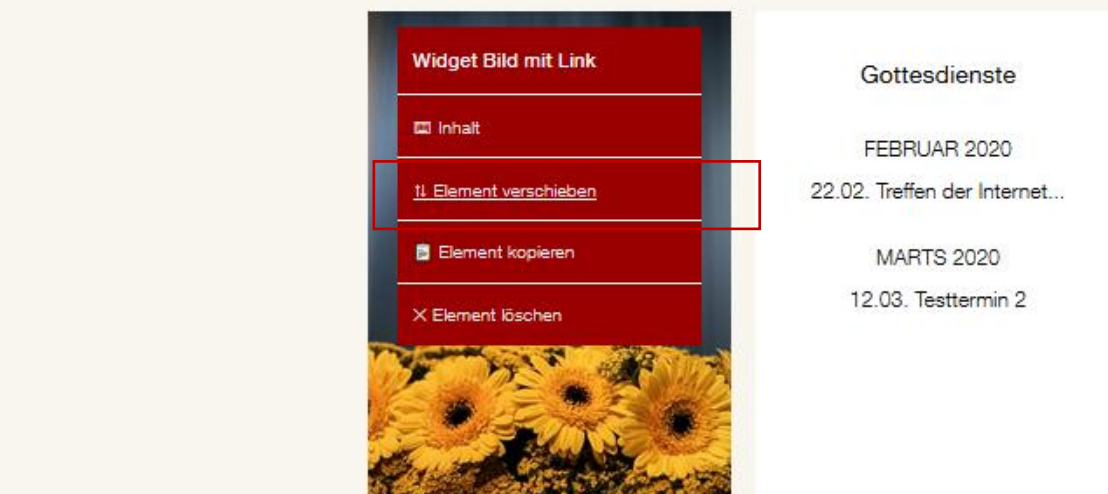 Widget Bild mit Link
Inhalt
Element verschieben
Element kopieren
Element löschen
Gottesdienste
FEBRUAR 2020
22.02. Treffen der Internet...
MARTS 2020
12.03. Testtermin 2